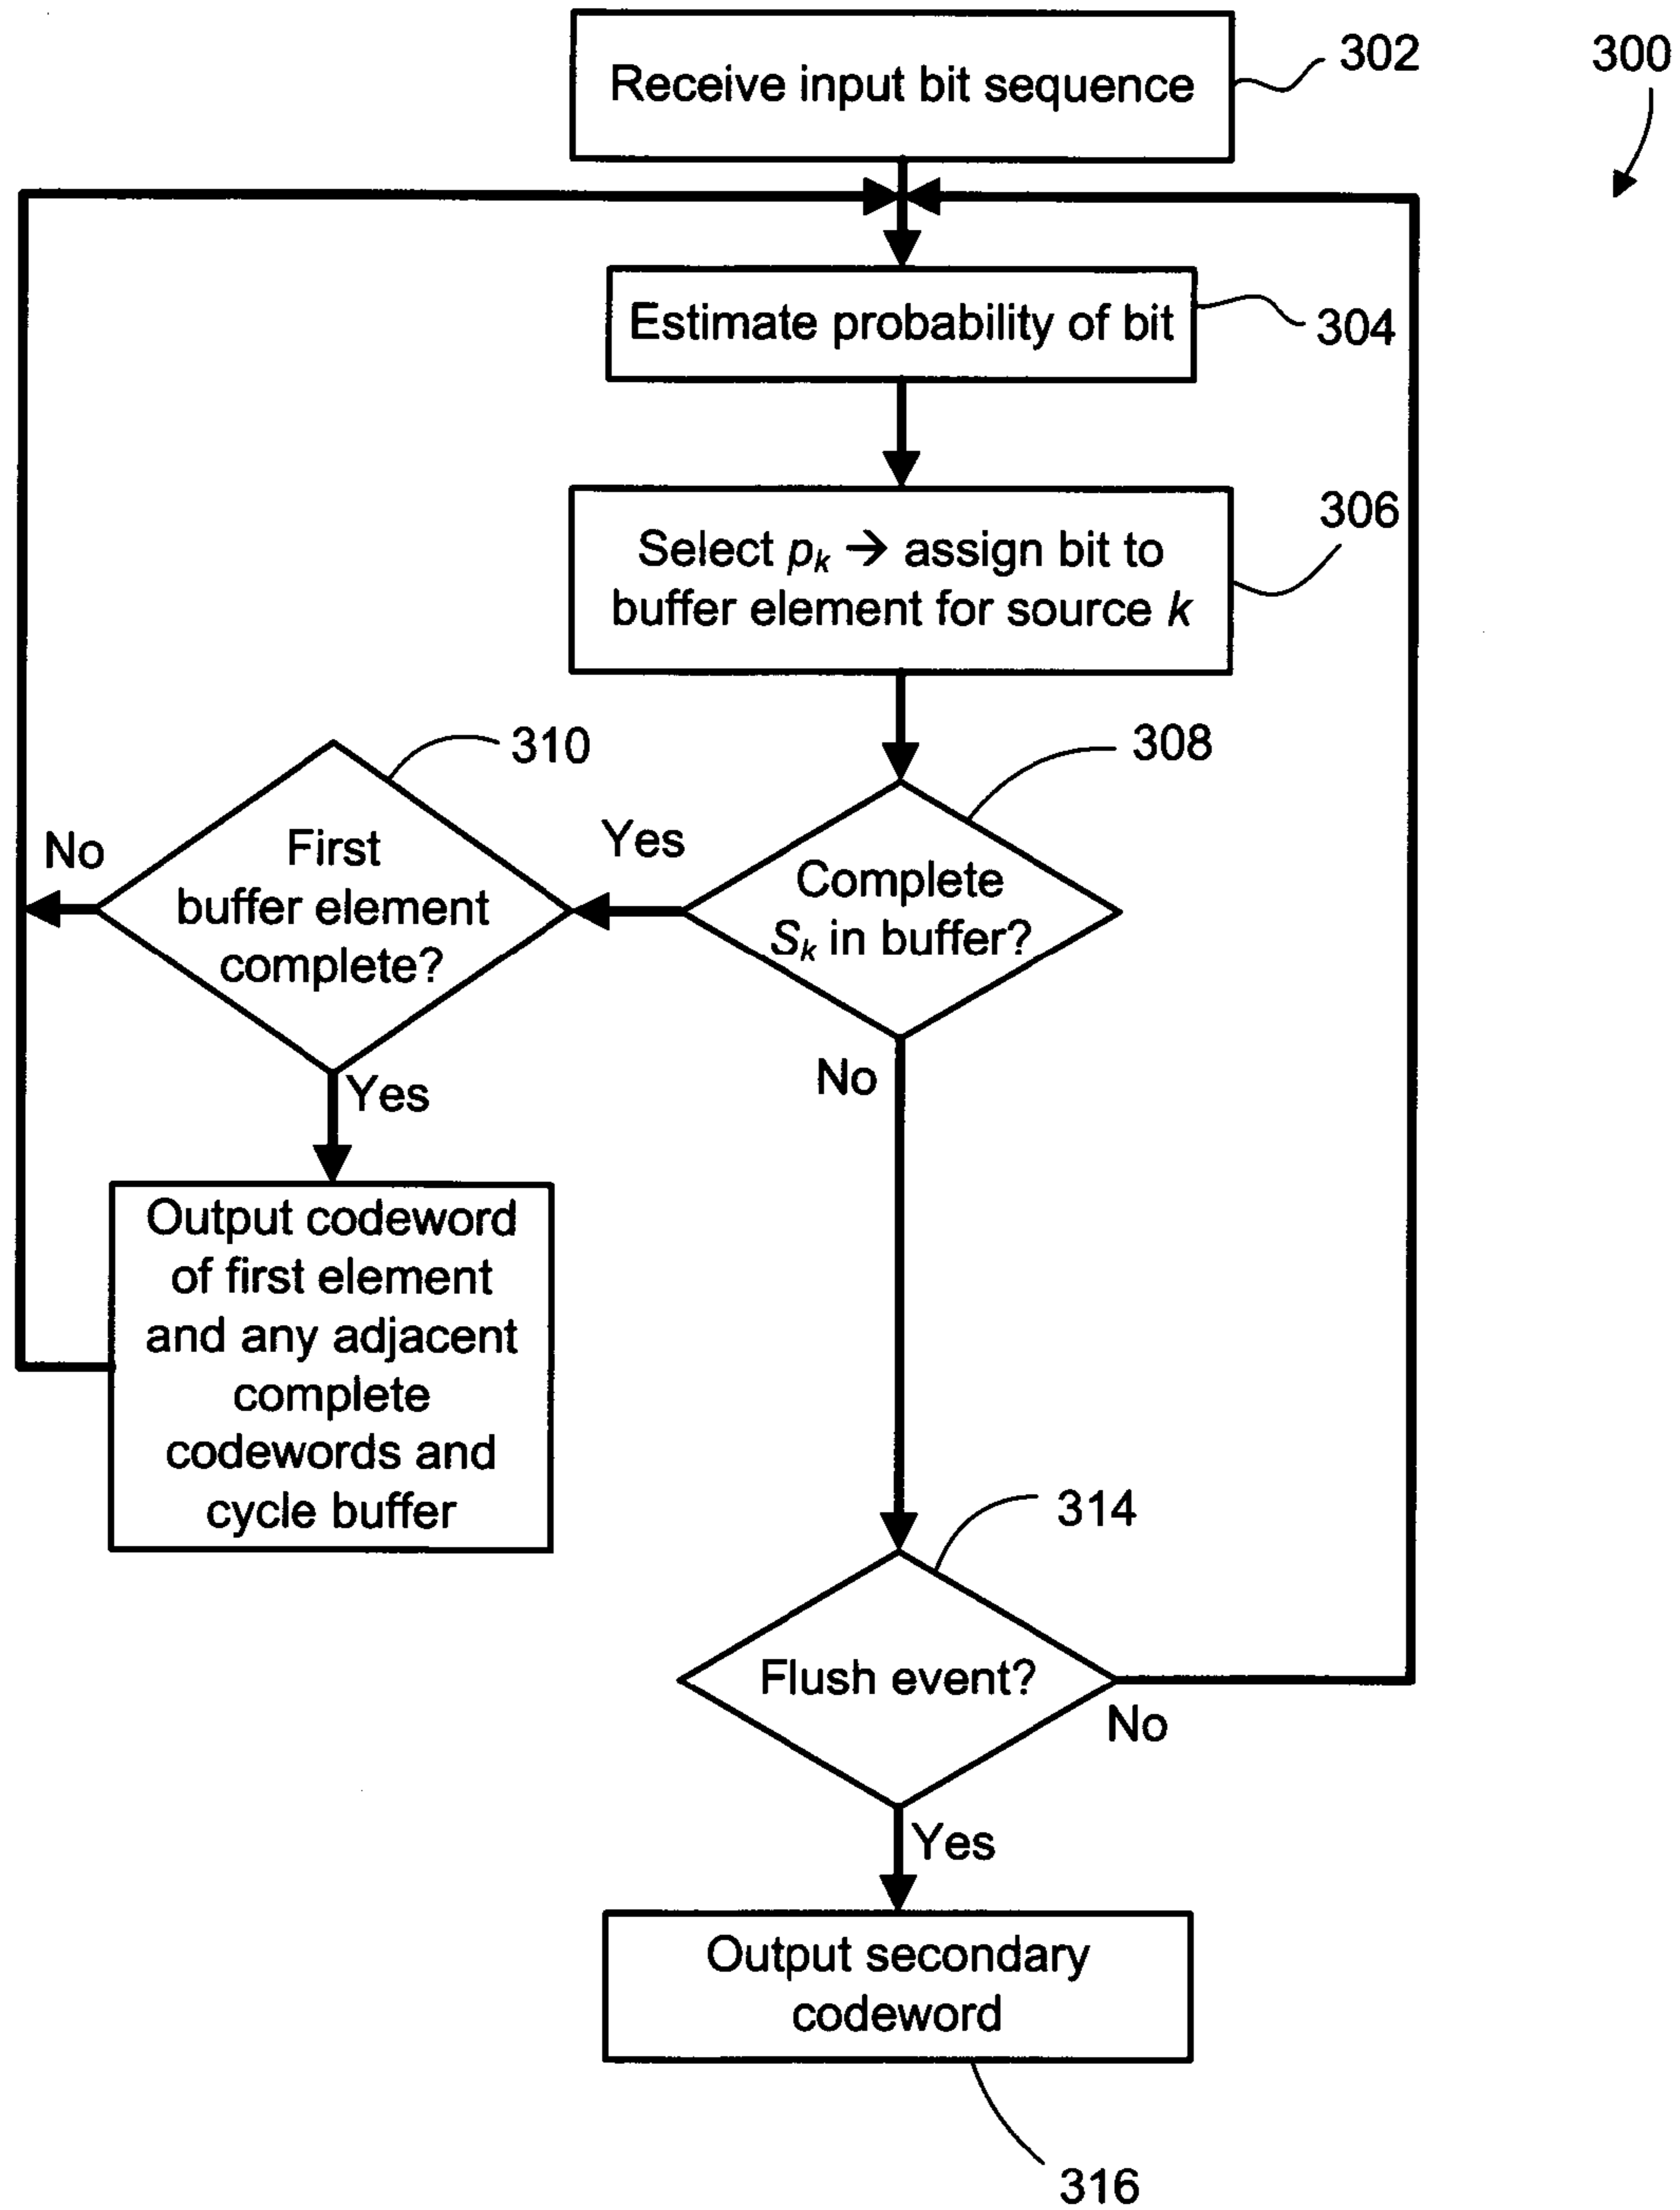 300
Receive input bit sequence
302
Estimate probability of bit
304
Select pk → assign bit to
buffer element for source k
306
308
Complete
Sk in buffer?
Yes
No
310
First
buffer element
complete?
No
Yes
Output codeword
of first element
and any adjacent
complete
codewords and
cycle buffer
314
Flush event?
No
Yes
Output secondary
codeword
316